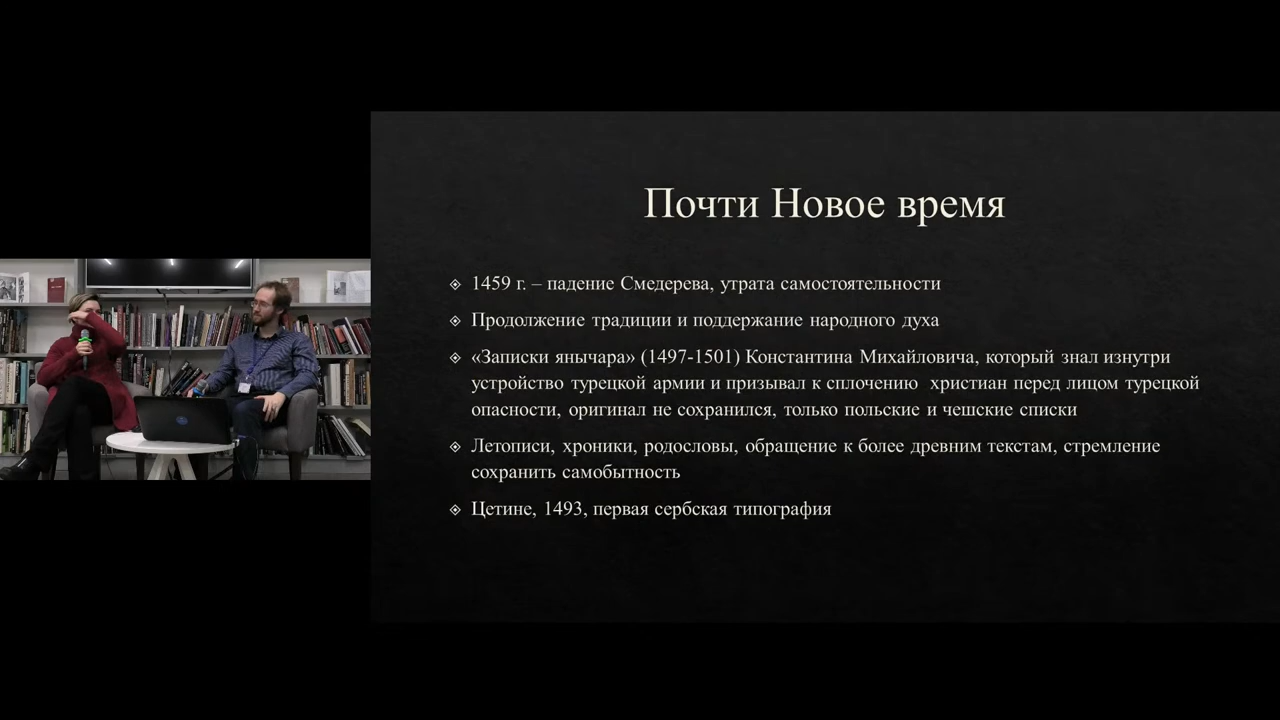 Почти Новое время
1459 г. – падение Смедерева, утрата самостоятельности
Продолжение традиции и поддержание народного духа
«Записки янычара» (1497-1501) Константина Михайловича, который знал изнутри
устройство турецкой армии и призывал к сплочению христиан перед лицом турецкой
опасности, оригинал не сохранился, только польские и чешские списки
Летописи, хроники, родословы, обращение к более древним текстам, стремление
сохранить самобытность
Цетине, 1493, первая сербская типография